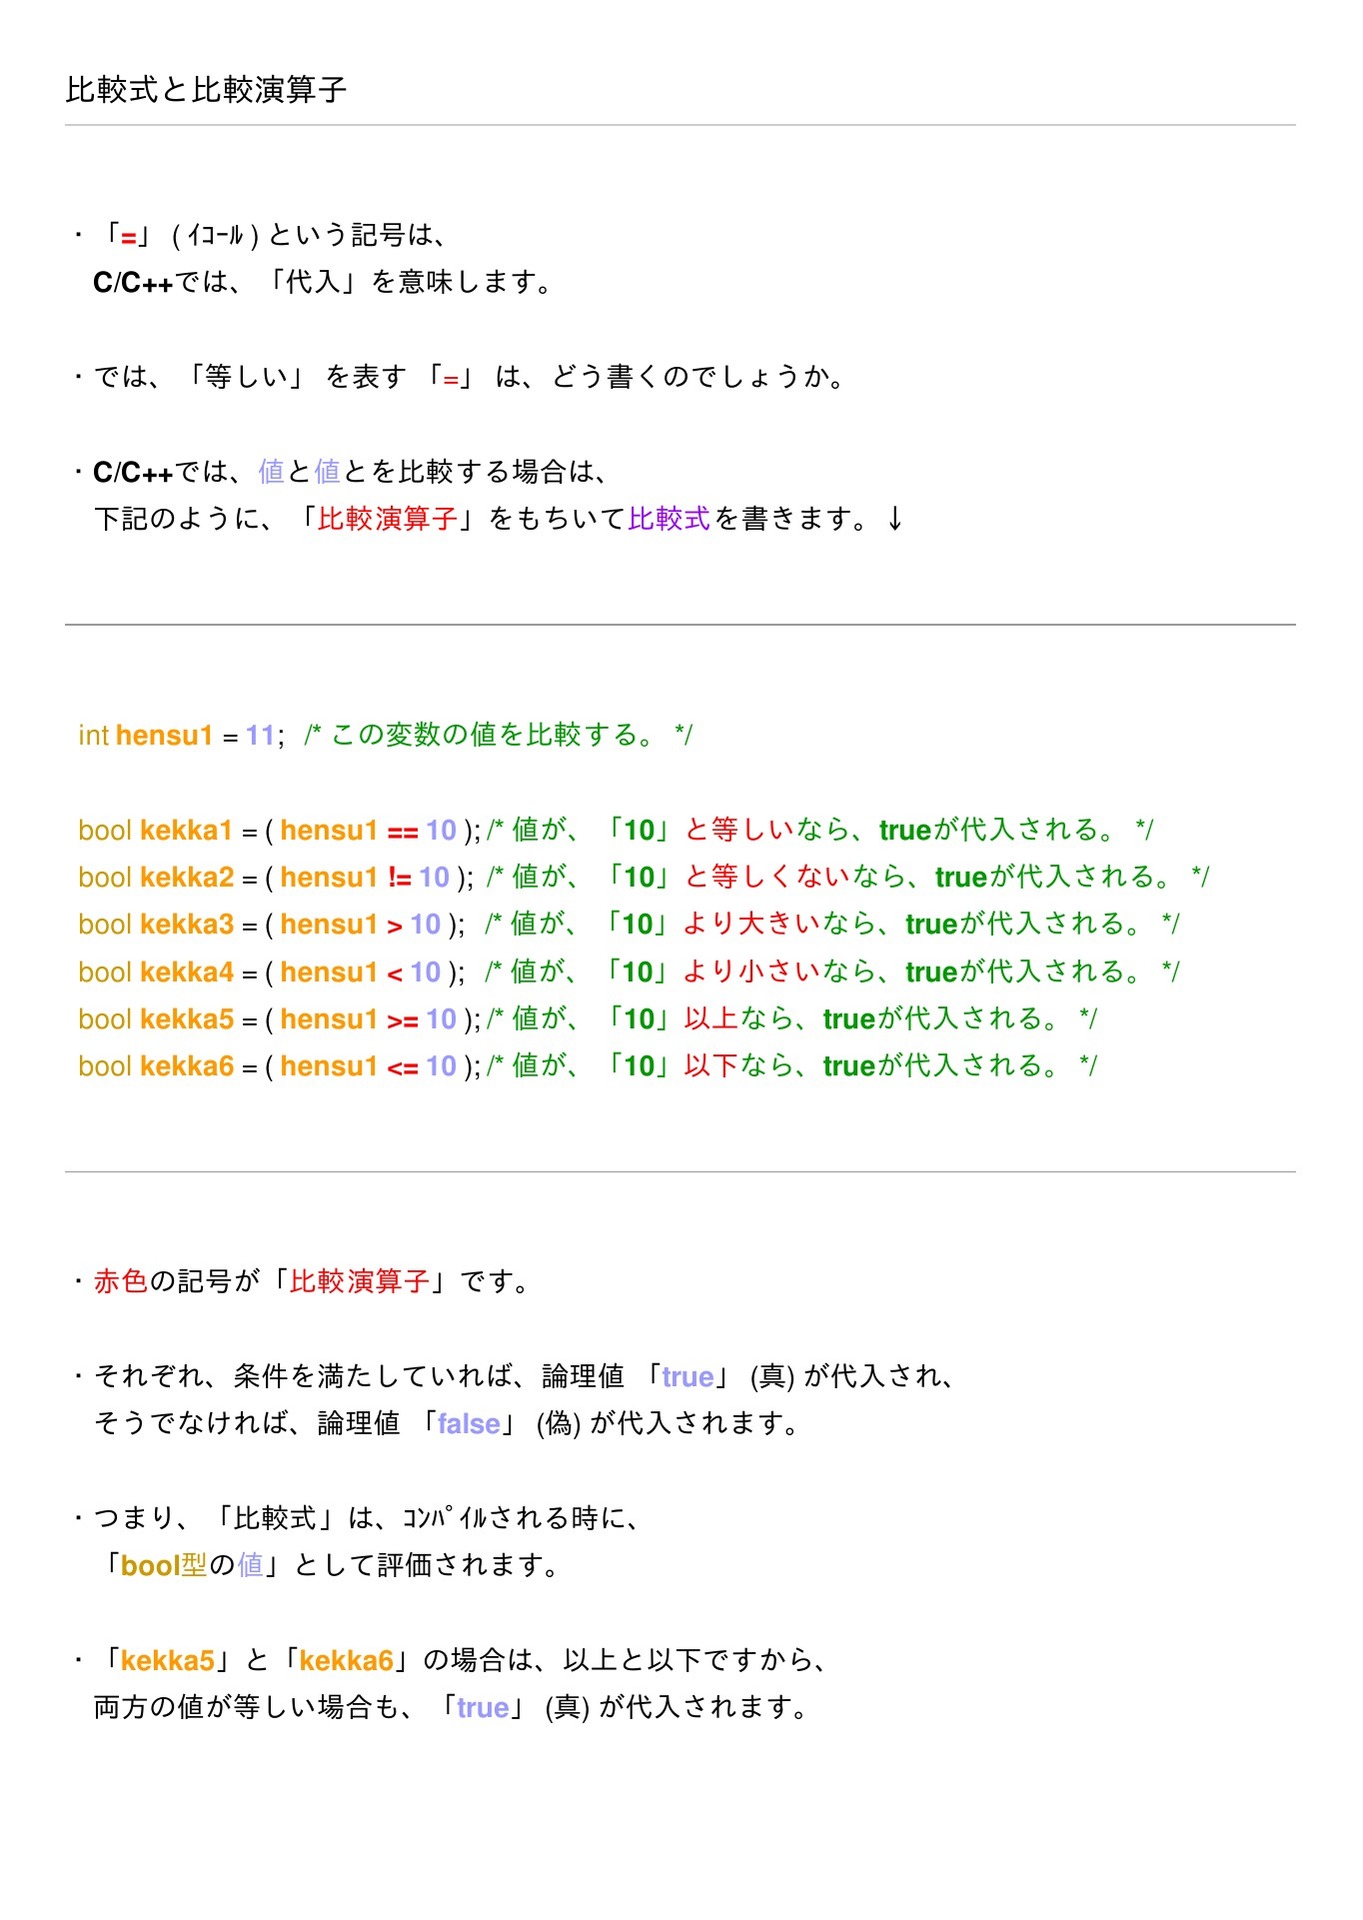 比較式と比較演算子
・「=」 ( ｲｺｰﾙ ) という記号は、
C/C++では、「代入」を意味します。
・では、「等しい」 を表す 「=」 は、どう書くのでしょうか。
・C/C++では、値と値とを比較する場合は、
下記のように、「比較演算子」をもちいて比較式を書きます。↓
int hensu1 = 11; /* この変数の値を比較する。 */
bool kekka1 = ( hensu1 == 10 ); /* 値が、「10」と等しいなら、trueが代入される。 */
bool kekka2 = ( hensu1 != 10 ); /* 値が、「10」と等しくないなら、trueが代入される。 */
bool kekka3 = ( hensu1 > 10 ); /* 値が、「10」より大きいなら、trueが代入される。 */
bool kekka4 = ( hensu1 < 10 ); /* 値が、「10」より小さいなら、trueが代入される。 */
bool kekka5 = ( hensu1 >= 10 ); /* 値が、「10」以上なら、trueが代入される。 */
bool kekka6 = ( hensu1 <= 10 ); /* 値が、「10」以下なら、trueが代入される。 */
・赤色の記号が「比較演算子」です。
・それぞれ、条件を満たしていれば、論理値 「true」 (真) が代入され、
そうでなければ、論理値 「false」 (偽) が代入されます。
・つまり、「比較式」は、ｺﾝﾊﾟｲﾙされる時に、
「bool型の値」として評価されます。
・「kekka5」と「kekka6」の場合は、以上と以下ですから、
両方の値が等しい場合も、「true」 (真) が代入されます。